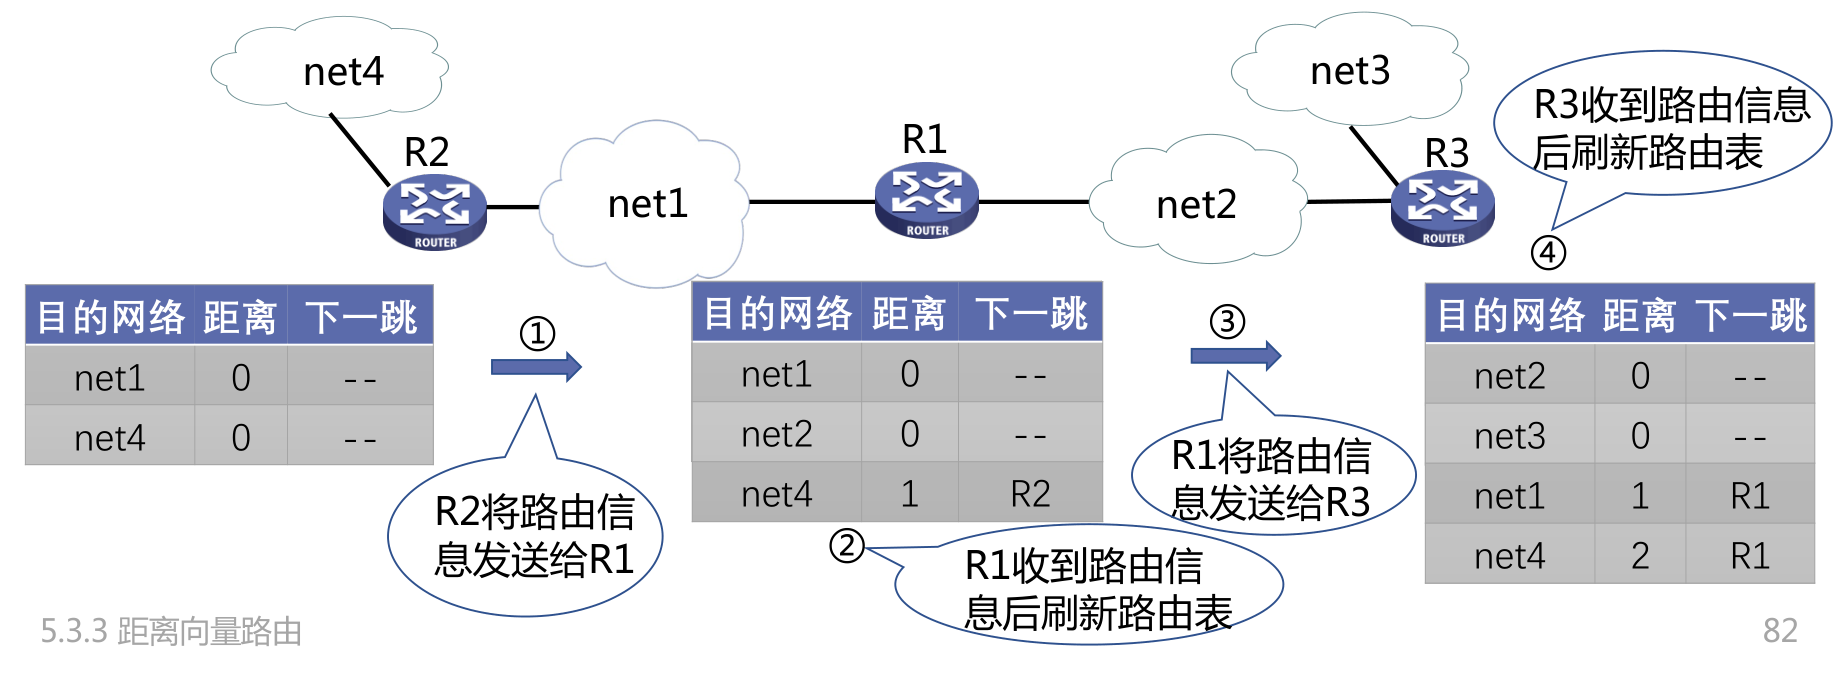 net4
net3
R2
R1
R3
net1
net2
ROUTER
ROUTER
ROUTER
R3收到路由信息
后刷新路由表
④
目的网络 距离 下一跳
net1 0 --
net4 0 --
①
R2将路由信
息发送给R1
目的网络 距离 下一跳
net1 0 --
net2 0 --
net4 1 R2
②
R1收到路由信
息后刷新路由表
③
R1将路由信
息发送给R3
目的网络 距离 下一跳
net2 0 --
net3 0 --
net1 1 R1
net4 2 R1
5.3.3 距离向量路由
82